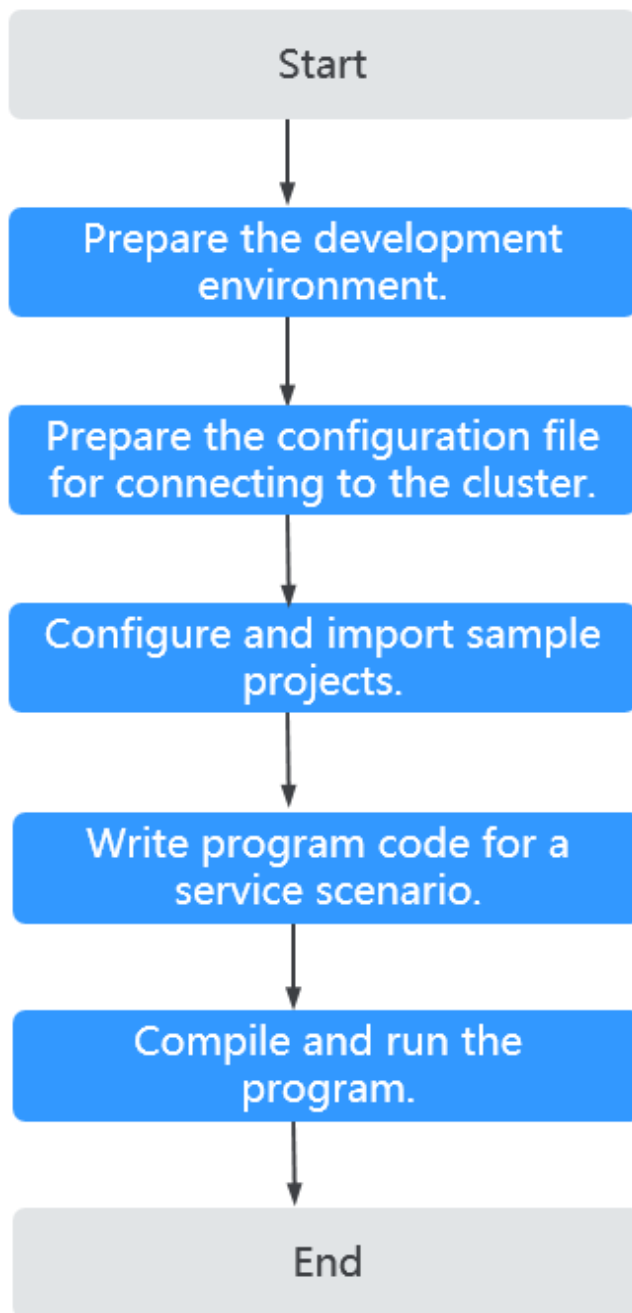 Start
Prepare the development
environment.
Prepare the configuration file
for connecting to the cluster.
Configure and import sample
projects.
Write program code for a
service scenario.
Compile and run the
program.
End